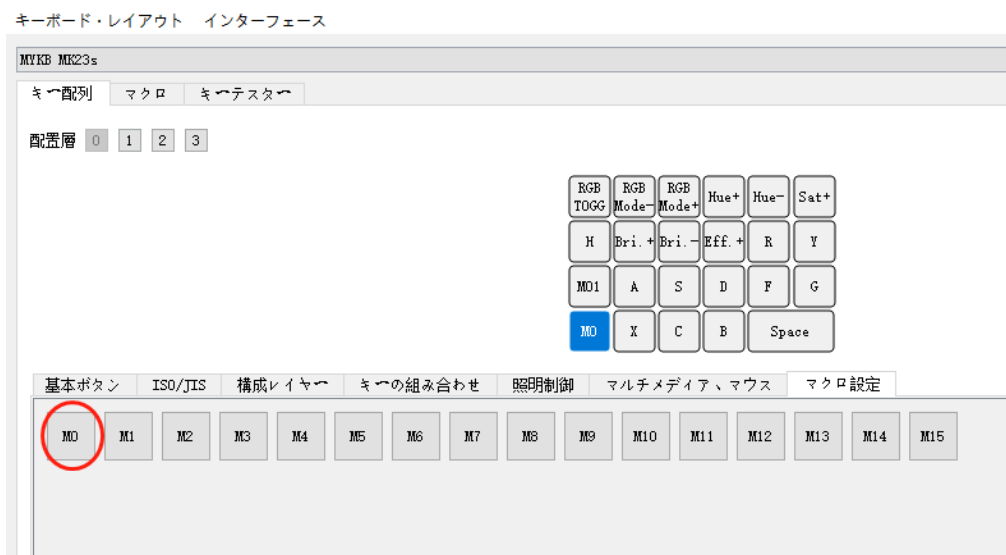 キーボード・レイアウト インターフェース
MYKB MK23s
キー配列 マクロ キーテスター
配置層 0 1 2 3
RGB TOGG RGB Mode- RGB Mode+ Hue+ Hue- Sat+
H Bri.+ Bri.- Eff.+ R Y
MO1 A S D F G
M0 X C B Space
基本ボタン ISO/JIS 構成レイヤー キーの組み合わせ 照明制御 マルチメディア、マウス マクロ設定
M0 M1 M2 M3 M4 M5 M6 M7 M8 M9 M10 M11 M12 M13 M14 M15